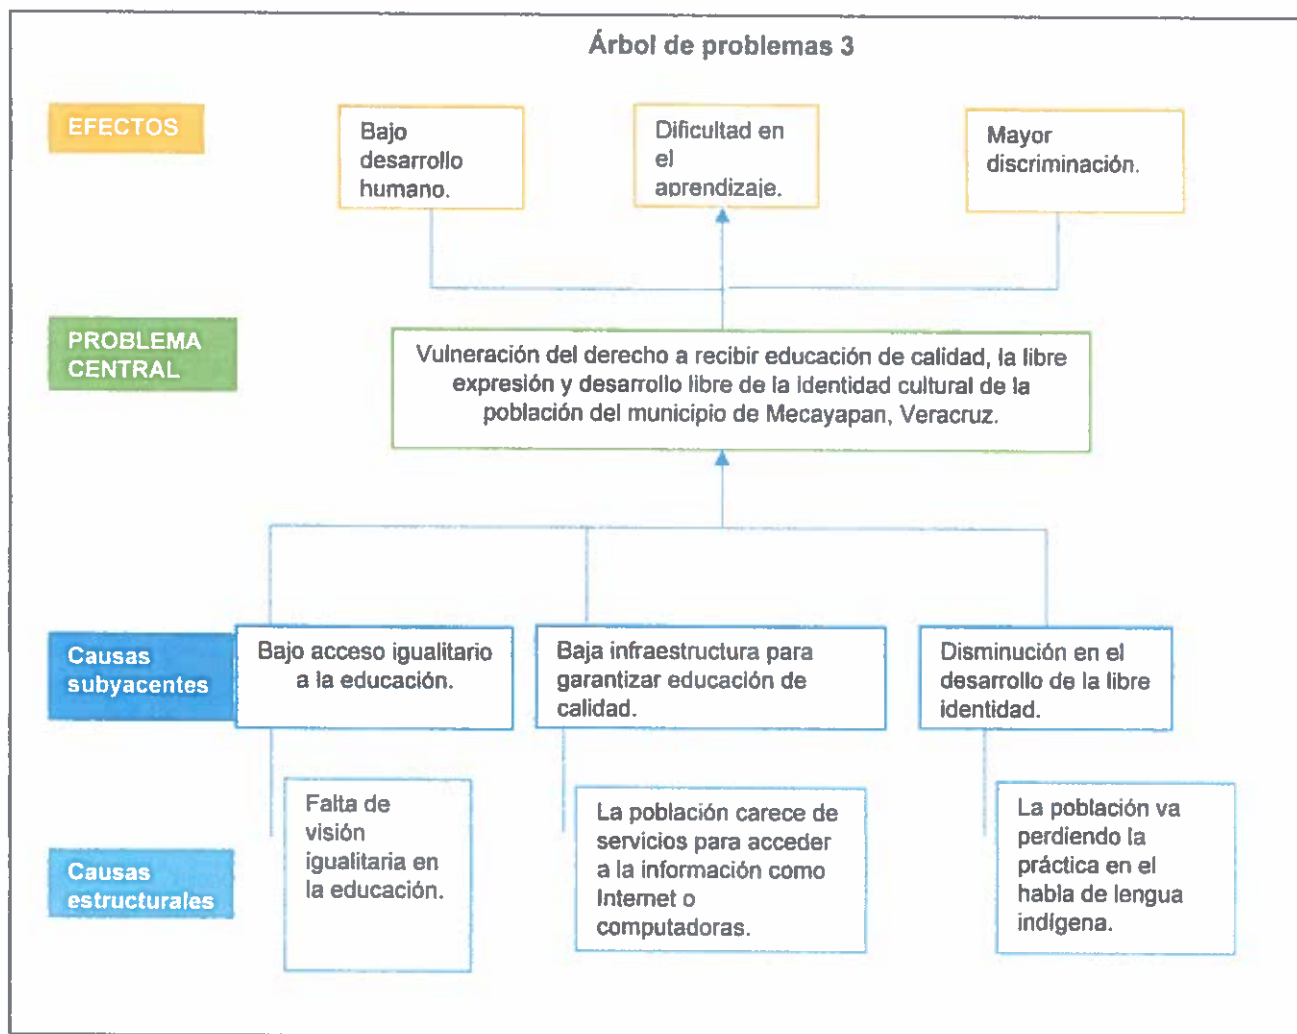 Árbol de problemas 3
EFECTOS
Bajo
desarrollo
humano.
Dificultad en
el
aprendizaje.
Mayor
discriminación.
PROBLEMA
CENTRAL
Vulneración del derecho a recibir educación de calidad, la libre
expresión y desarrollo libre de la identidad cultural de la
población del municipio de Mecayapan, Veracruz.
Causas
subyacentes
Bajo acceso igualitario
a la educación.
Baja infraestructura para
garantizar educación de
calidad.
Disminución en el
desarrollo de la libre
identidad.
Causas
estructurales
Falta de
visión
igualitaria en
la educación.
La población carece de
servicios para acceder
a la información como
Internet o
computadoras.
La población va
perdiendo la
práctica en el
habla de lengua
indígena.